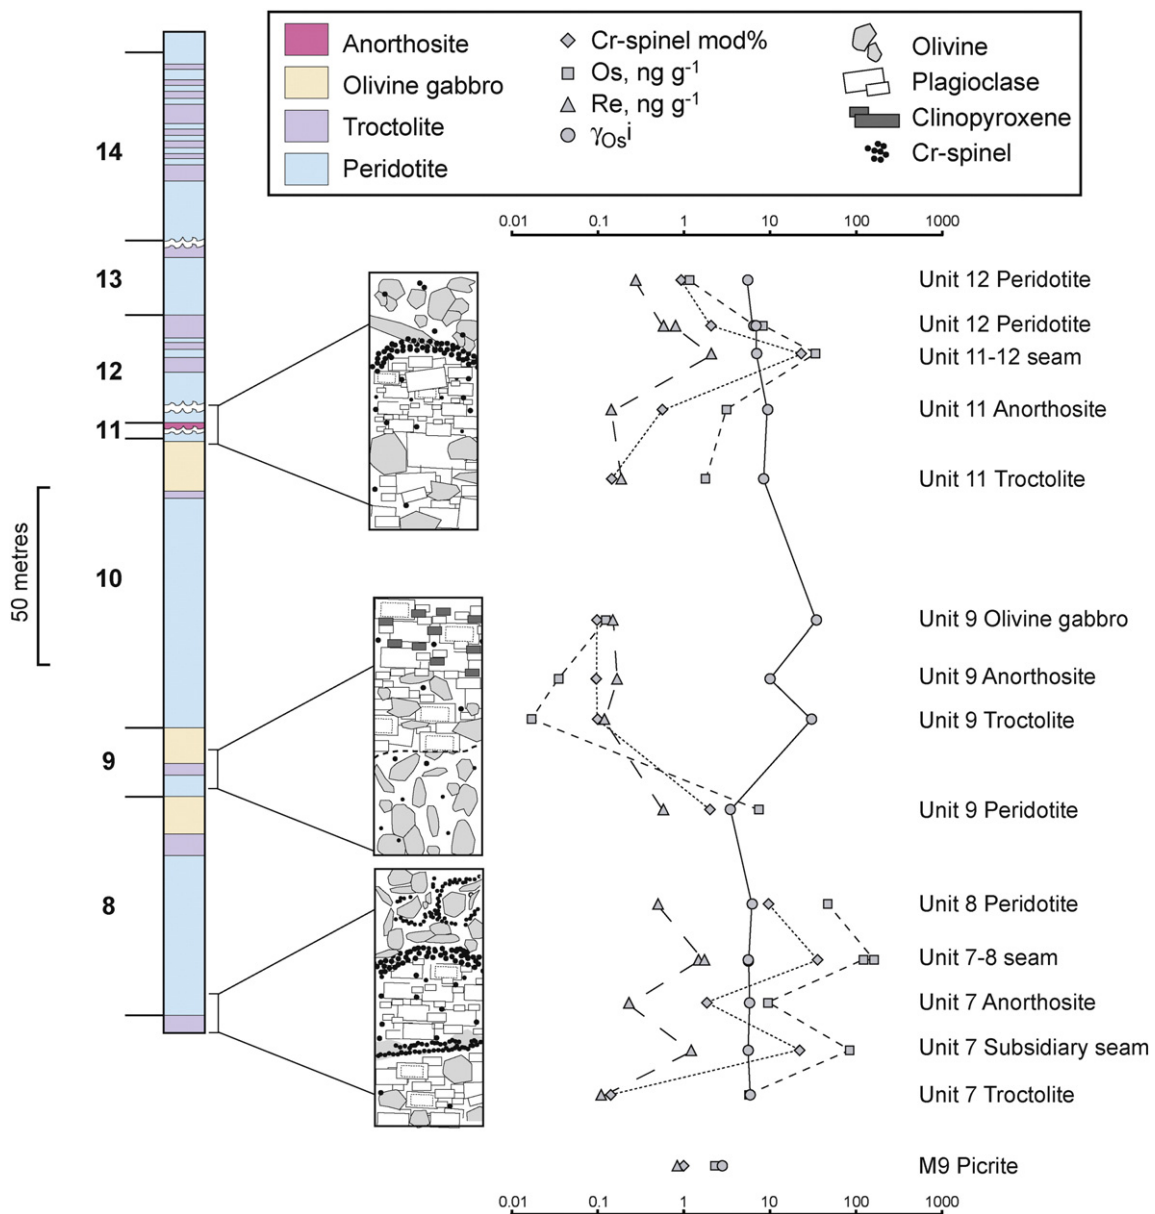 Anorthosite
Olivine gabbro
Troctolite
Peridotite
Cr-spinel mod%
Os, ng g⁻¹
Re, ng g⁻¹
γOsⁱ
Olivine
Plagioclase
Clinopyroxene
Cr-spinel
14
13
12
11
10
9
8
50 metres
0.01 0.1 1 10 100 1000
Unit 12 Peridotite
Unit 12 Peridotite
Unit 11-12 seam
Unit 11 Anorthosite
Unit 11 Troctolite
Unit 9 Olivine gabbro
Unit 9 Anorthosite
Unit 9 Troctolite
Unit 9 Peridotite
Unit 8 Peridotite
Unit 7-8 seam
Unit 7 Anorthosite
Unit 7 Subsidiary seam
Unit 7 Troctolite
M9 Picrite
0.01 0.1 1 10 100 1000